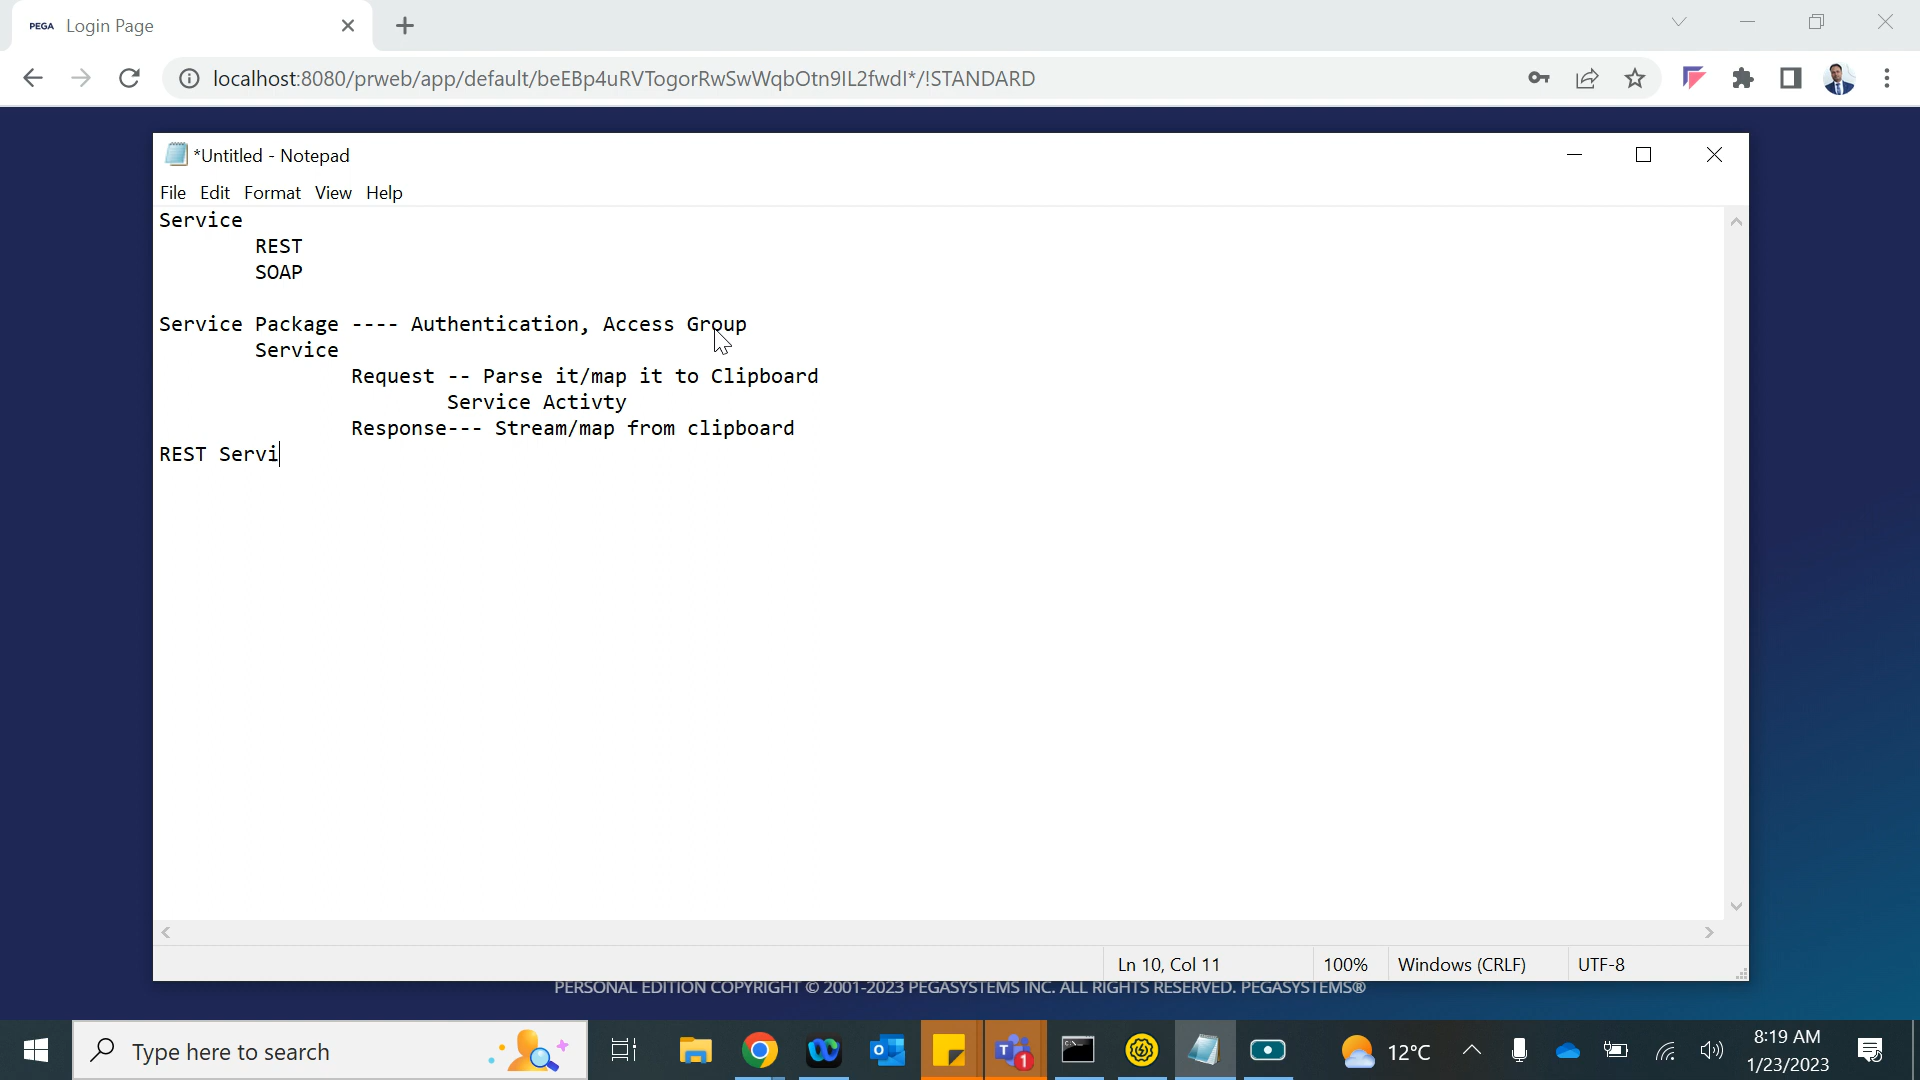 PEGA Login Page
localhost:8080/prweb/app/default/beEBp4uRVTogorRwSwWqbOtn9IL2fwdI*/!STANDARD
*Untitled - Notepad
File Edit Format View Help
Service
REST
SOAP
Service Package ---- Authentication, Access Group
Service
Request -- Parse it/map it to Clipboard
Service Activty
Response--- Stream/map from clipboard
REST Servi
Ln 10, Col 11 100% Windows (CRLF) UTF-8
PERSONAL EDITION COPYRIGHT © 2001-2023 PEGASYSTEMS INC. ALL RIGHTS RESERVED. PEGASYSTEMS®
Type here to search
T 1
12°C
8:19 AM
1/23/2023